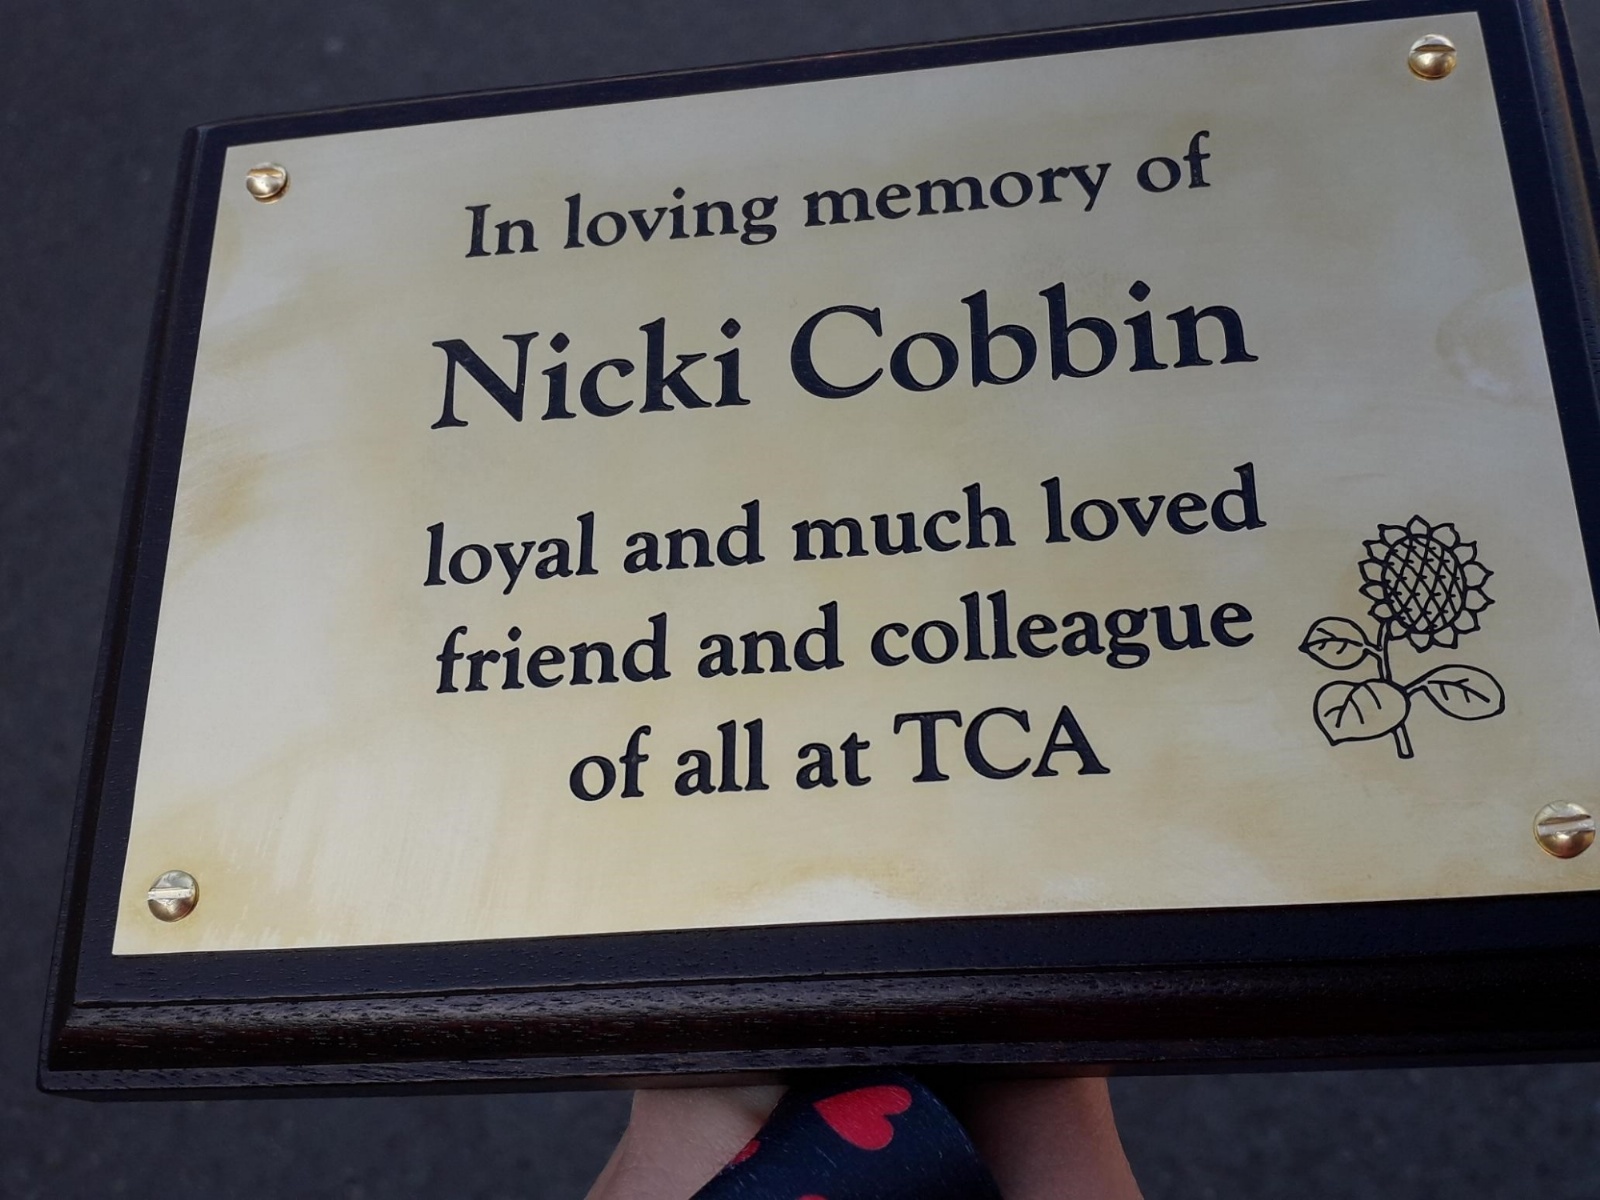 In loving memory of
Nicki Cobbin
loyal and much loved
friend and colleague
of all at TCA